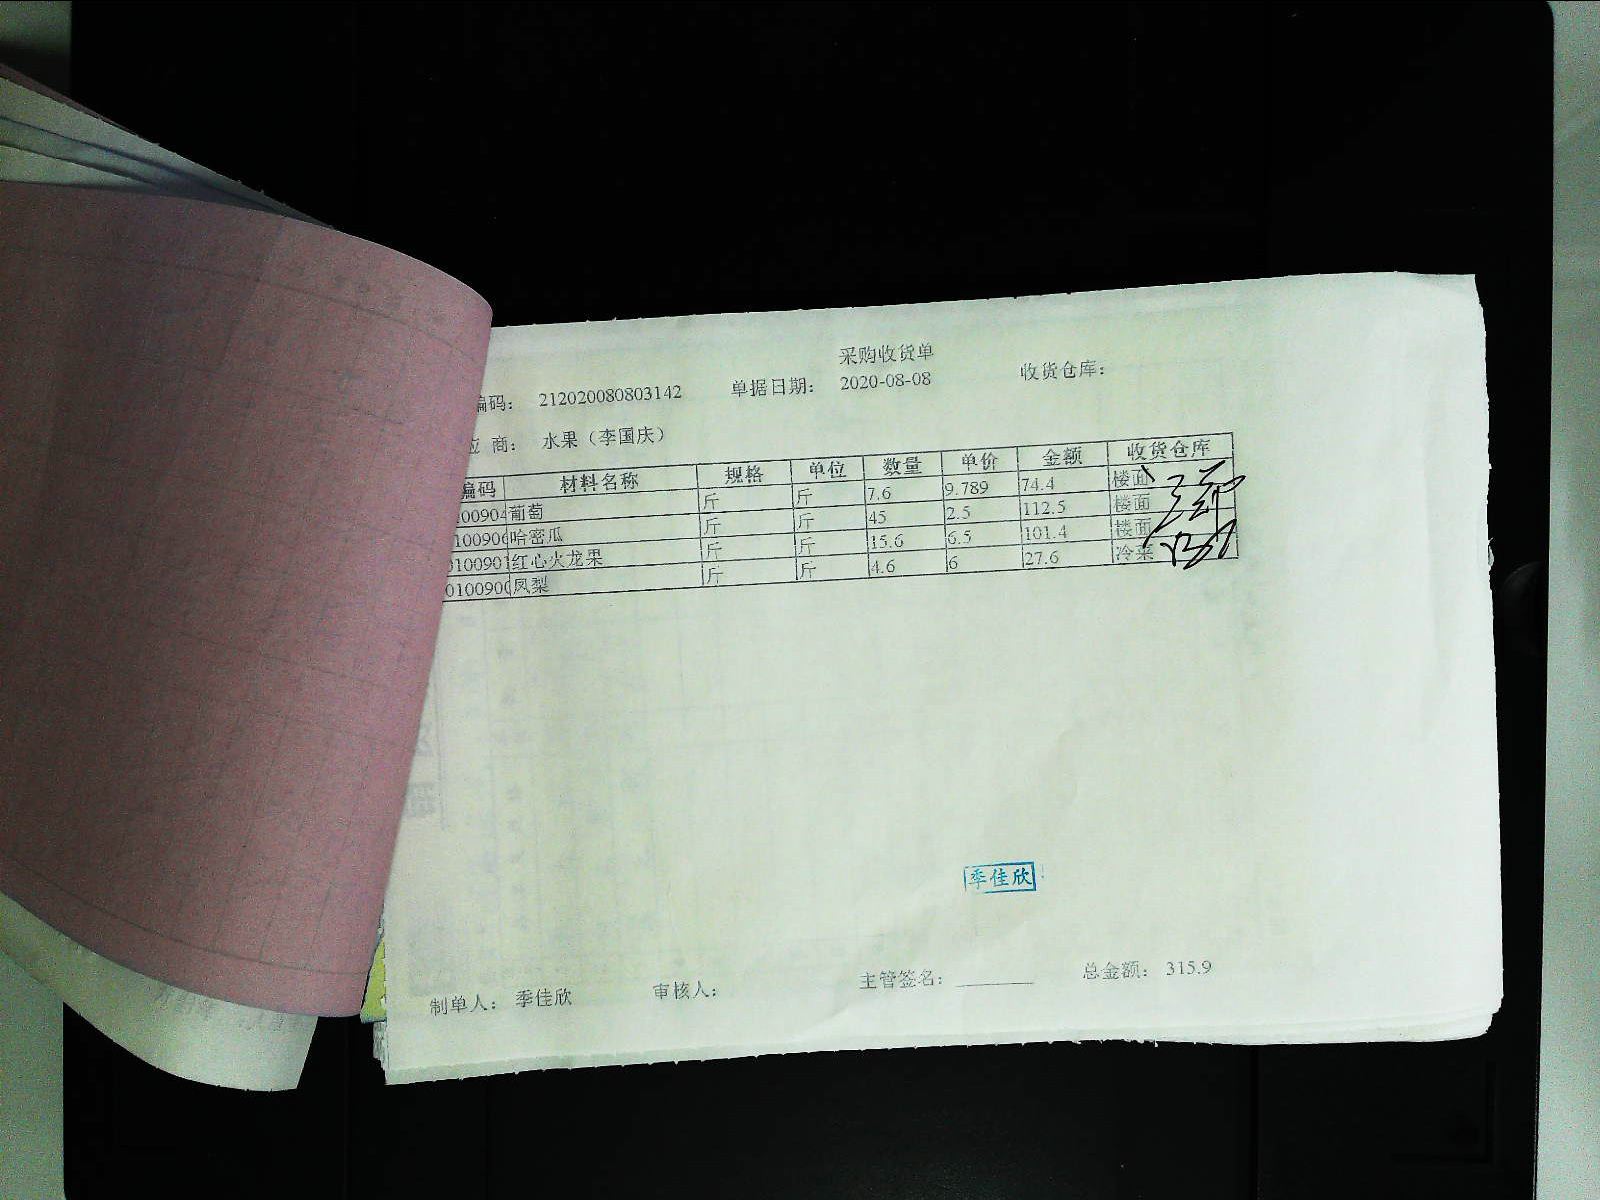 采购收货单
编码： 212020080803142 单据日期： 2020-08-08 收货仓库：
应 商： 水果（李国庆）
编码 材料名称 规格 单位 数量 单价 金额 收货仓库
00904 葡萄 斤 斤 7.6 9.789 74.4 楼面
100906 哈密瓜 斤 斤 45 2.5 112.5 楼面
0100901 红心火龙果 斤 斤 15.6 6.5 101.4 楼面
0100900 凤梨 斤 斤 4.6 6 27.6 冷菜
季佳欣
制单人： 季佳欣 审核人： 主管签名： 总金额： 315.9